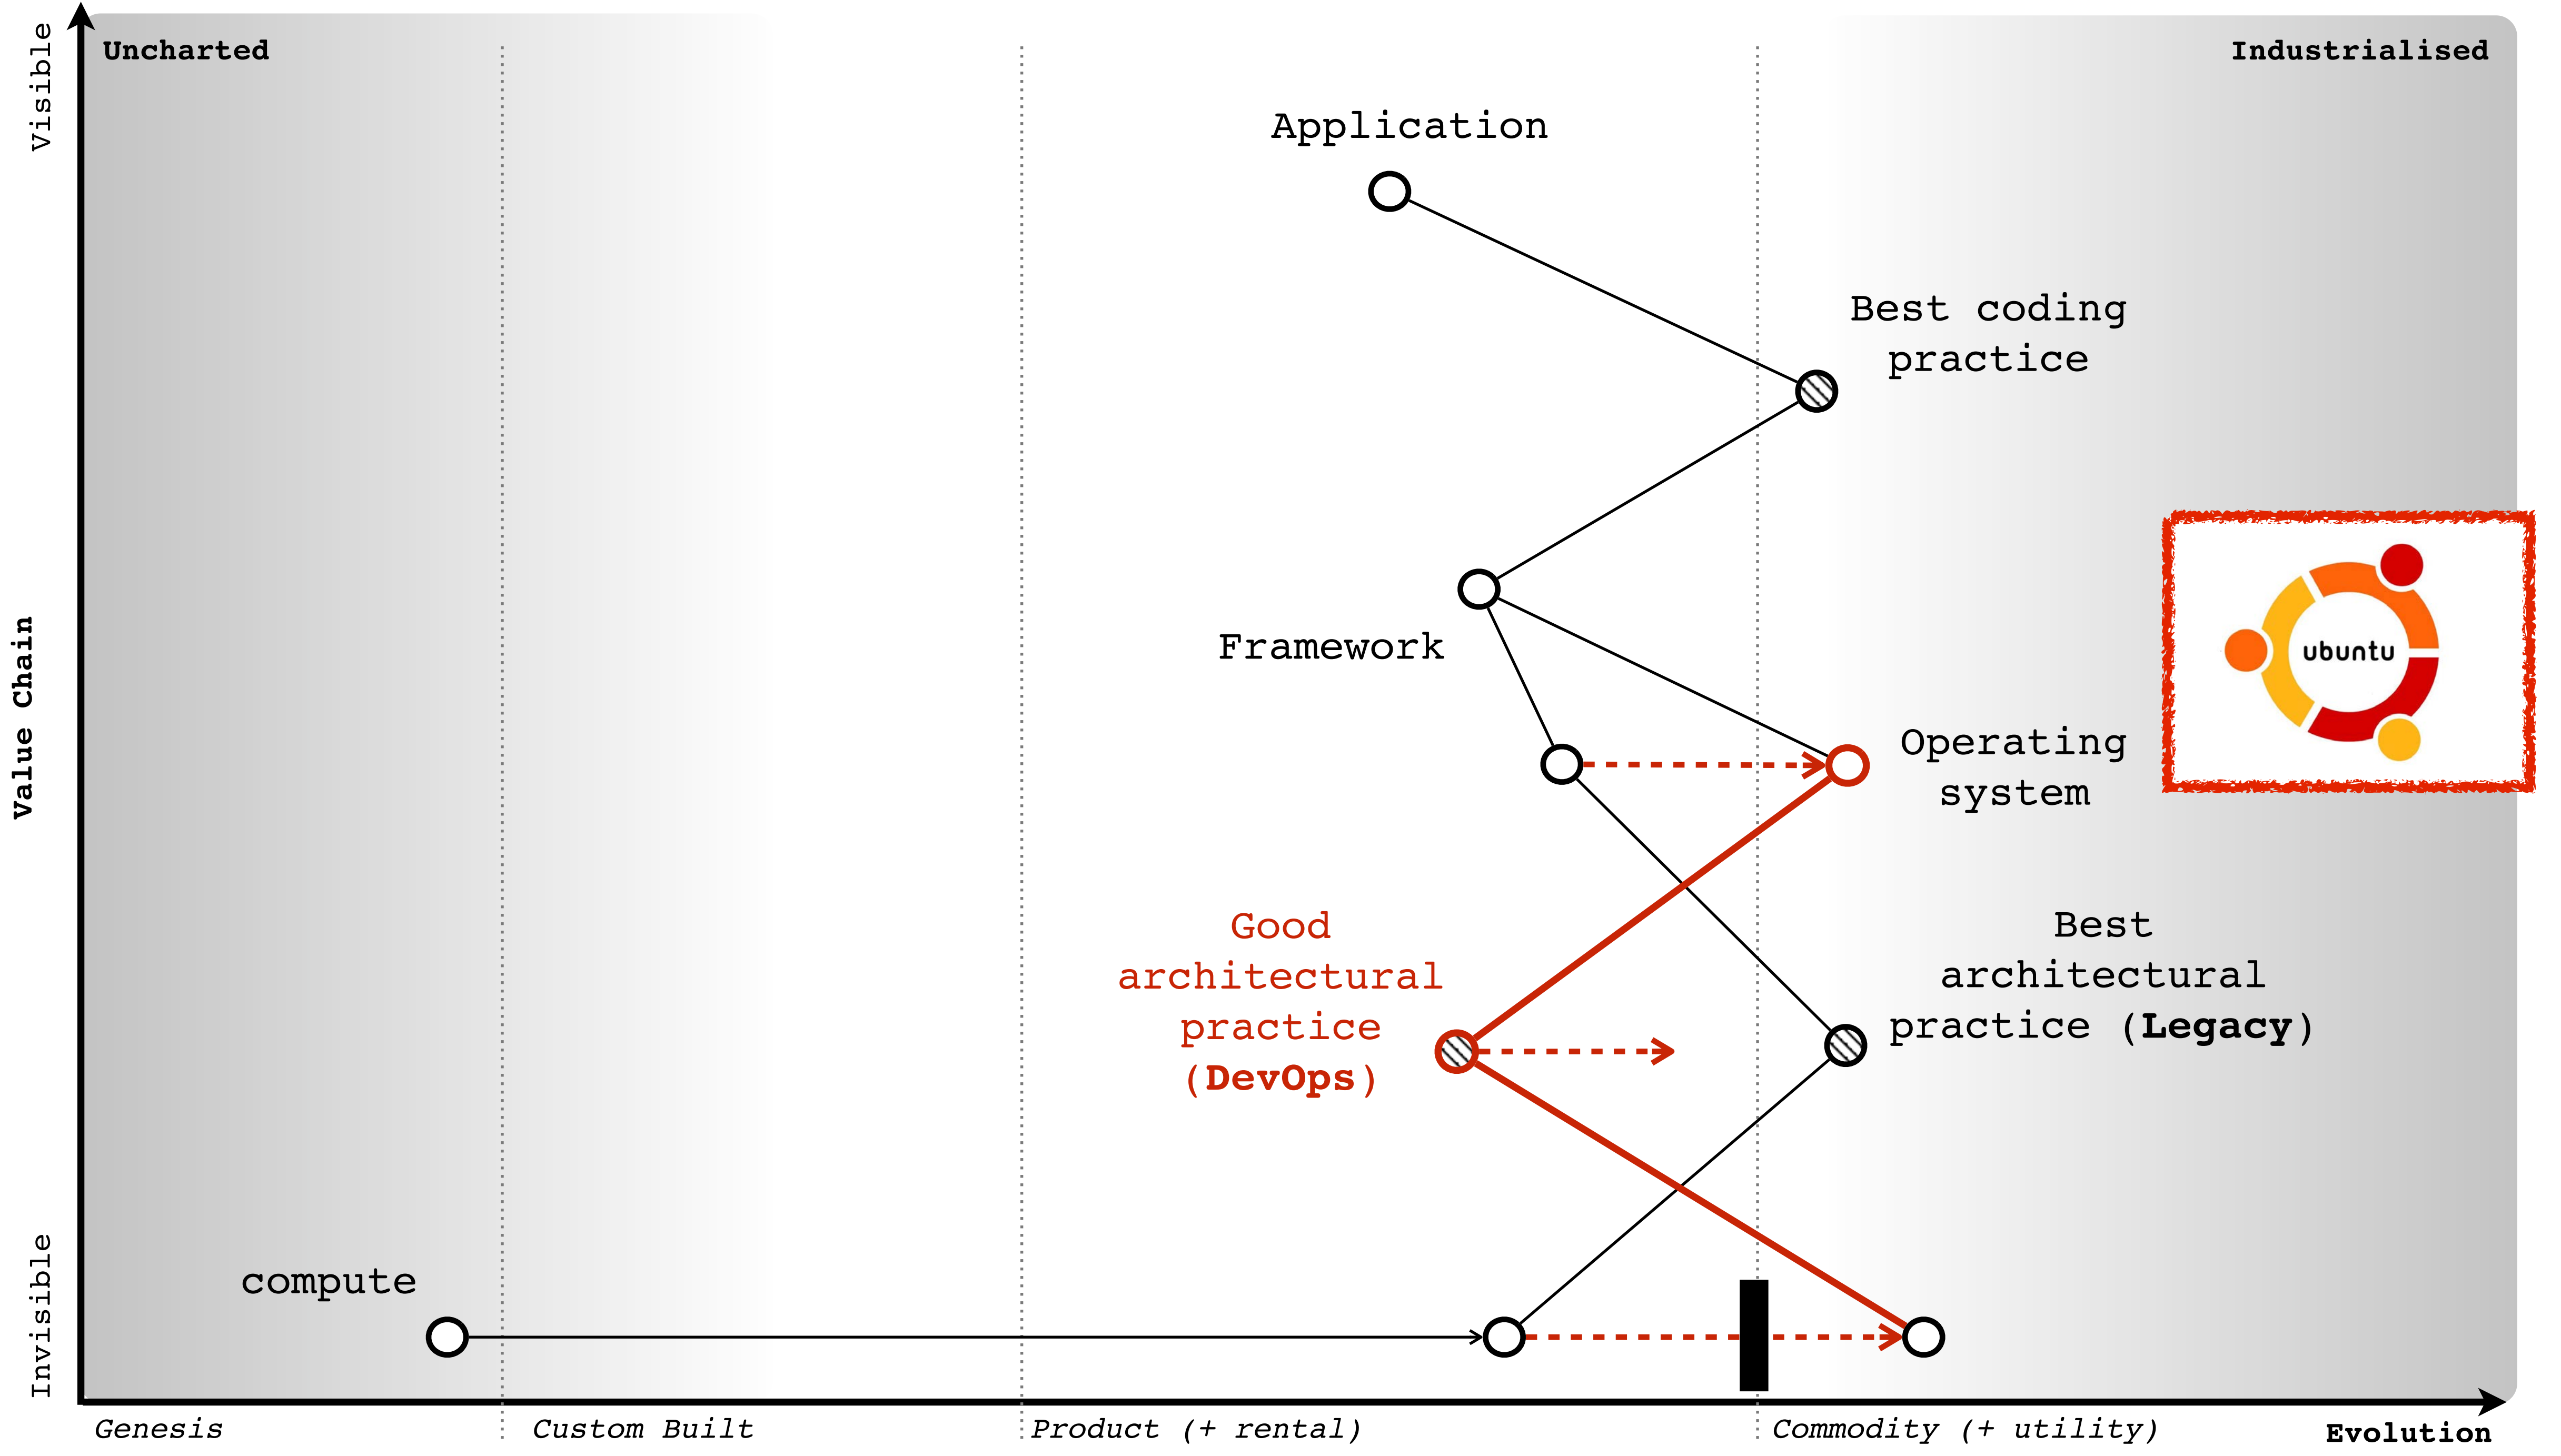 Visible
Uncharted
Industrialised
Application
Best coding
practice
ubuntu
Framework
Value Chain
Operating
system
Good
architectural
practice
(DevOps)
Best
architectural
practice (Legacy)
Invisible
compute
Genesis
Custom Built
Product (+ rental)
Commodity (+ utility)
Evolution